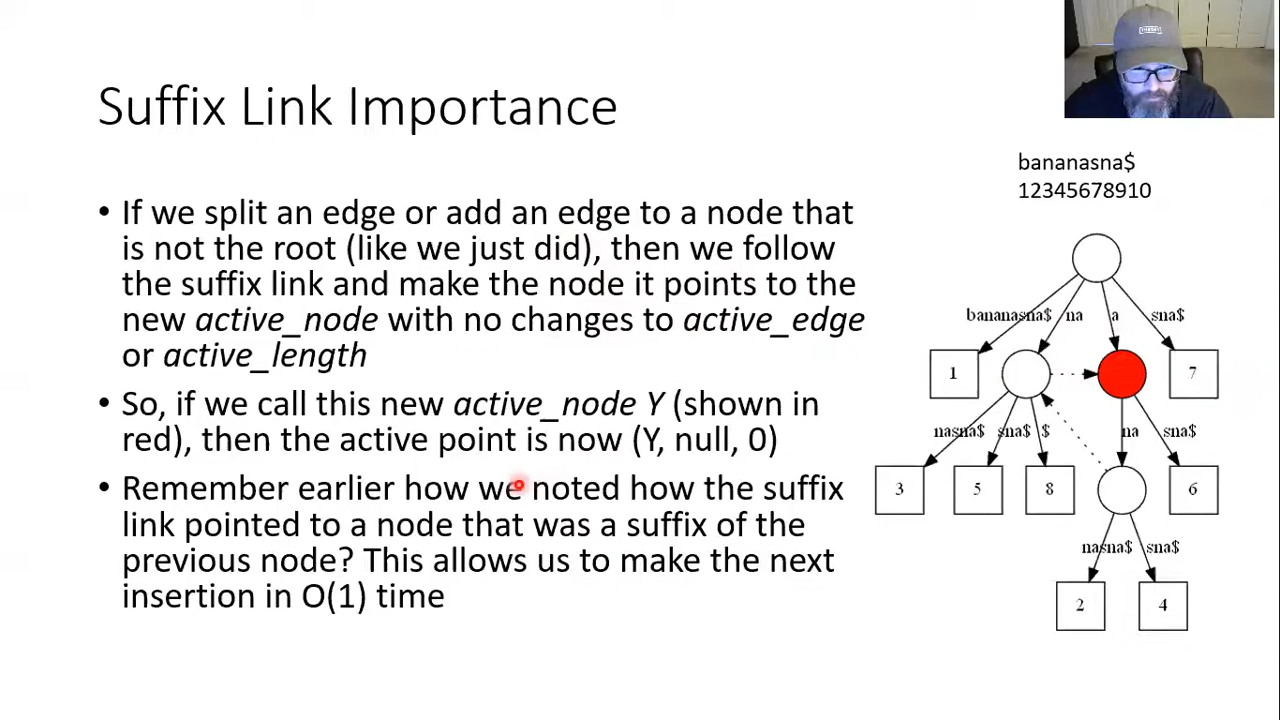 Suffix Link Importance
bananasna$
12345678910
• If we split an edge or add an edge to a node that
is not the root (like we just did), then we follow
the suffix link and make the node it points to the
new active_node with no changes to active_edge
or active_length
• So, if we call this new active_node Y (shown in
red), then the active point is now (Y, null, 0)
• Remember earlier how we noted how the suffix
link pointed to a node that was a suffix of the
previous node? This allows us to make the next
insertion in O(1) time
bananasna$ na a sna$
1 7
nasna$ sna$ $ na sna$
3 5 8 6
nasna$ sna$
2 4